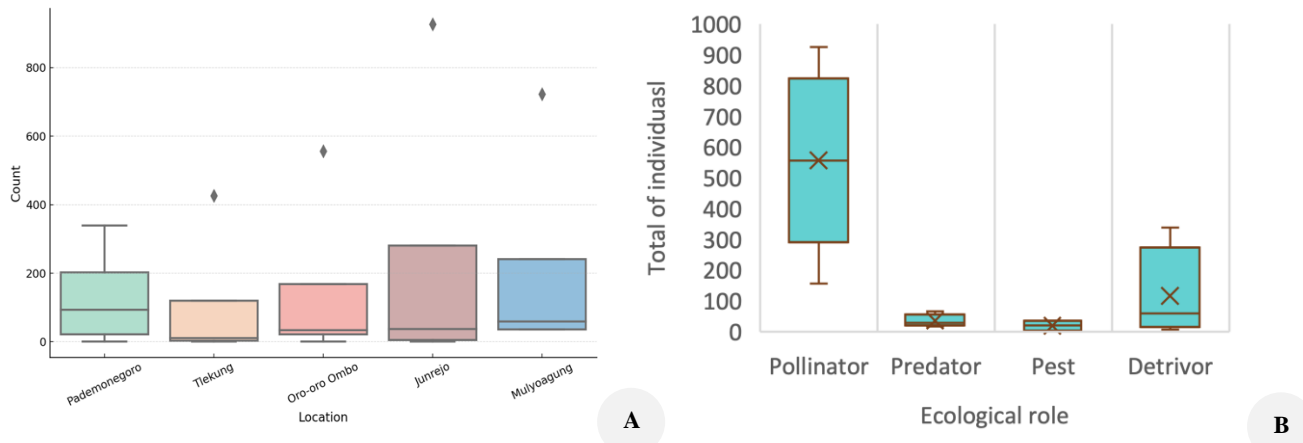 800
600
400
200
0
Count
Pademonegoro
Tlekung
Oro-oro Ombo
Junrejo
Mulyoagung
Location
A
1000
900
800
700
600
500
400
300
200
100
0
Total of individuasl
Pollinator
Predator
Pest
Detrivor
Ecological role
B